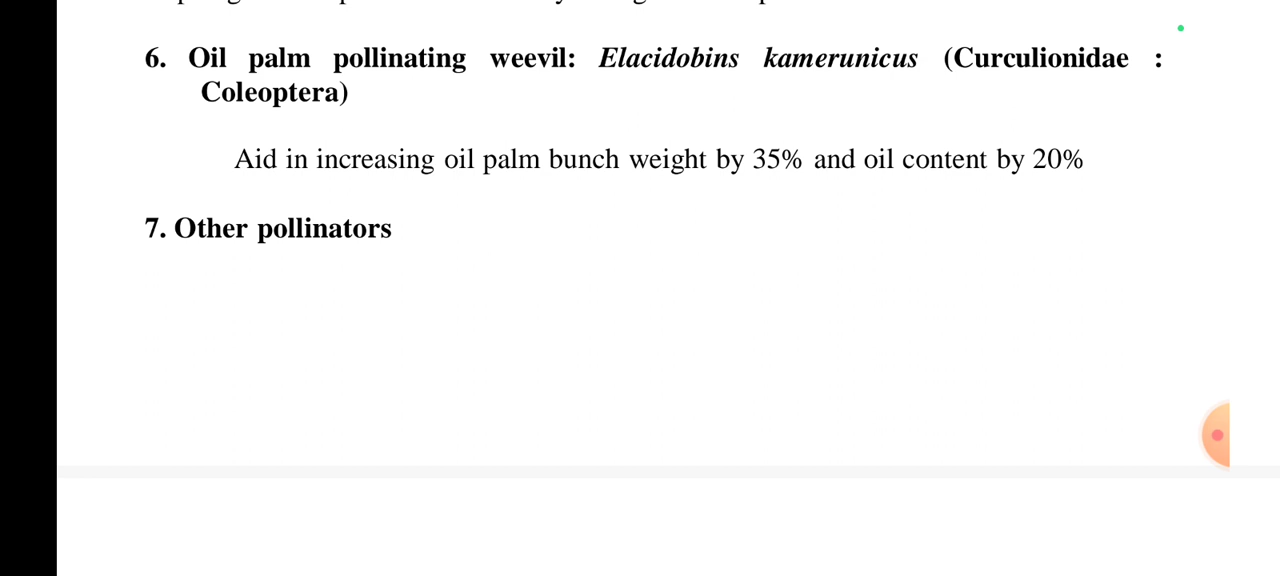 6. Oil palm pollinating weevil: Elacidobins kamerunicus (Curculionidae :
Coleoptera)
Aid in increasing oil palm bunch weight by 35% and oil content by 20%
7. Other pollinators